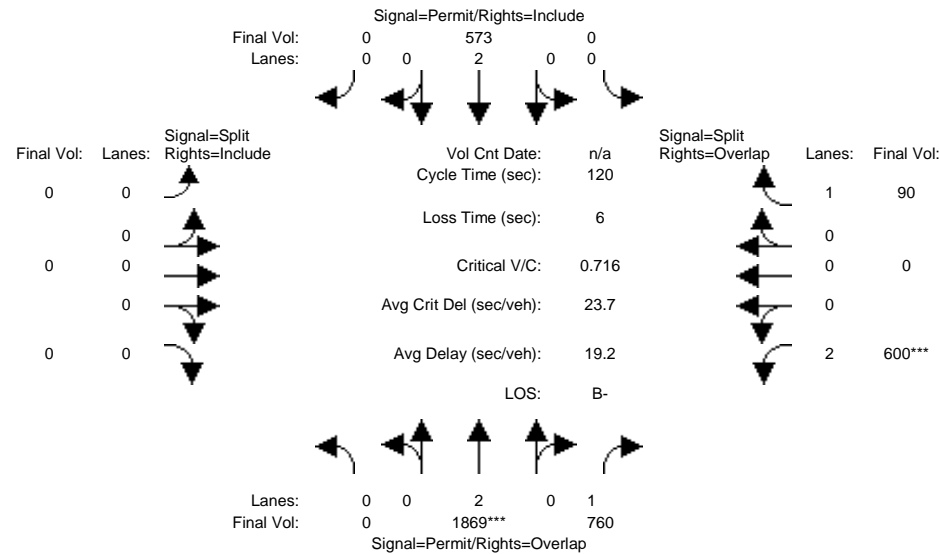 Signal=Permit/Rights=Include
Final Vol: 0 573 0
Lanes: 0 0 2 0 0
Signal=Split Signal=Split
Final Vol: Lanes: Rights=Include Vol Cnt Date: n/a Rights=Overlap Lanes: Final Vol:
Cycle Time (sec): 120
0 0 1 90
Loss Time (sec): 6
0 0
0 0 Critical V/C: 0.716 0 0
0 Avg Crit Del (sec/veh): 23.7 0
0 0 Avg Delay (sec/veh): 19.2 2 600***
LOS: B-
Lanes: 0 0 2 0 1
Final Vol: 0 1869*** 760
Signal=Permit/Rights=Overlap